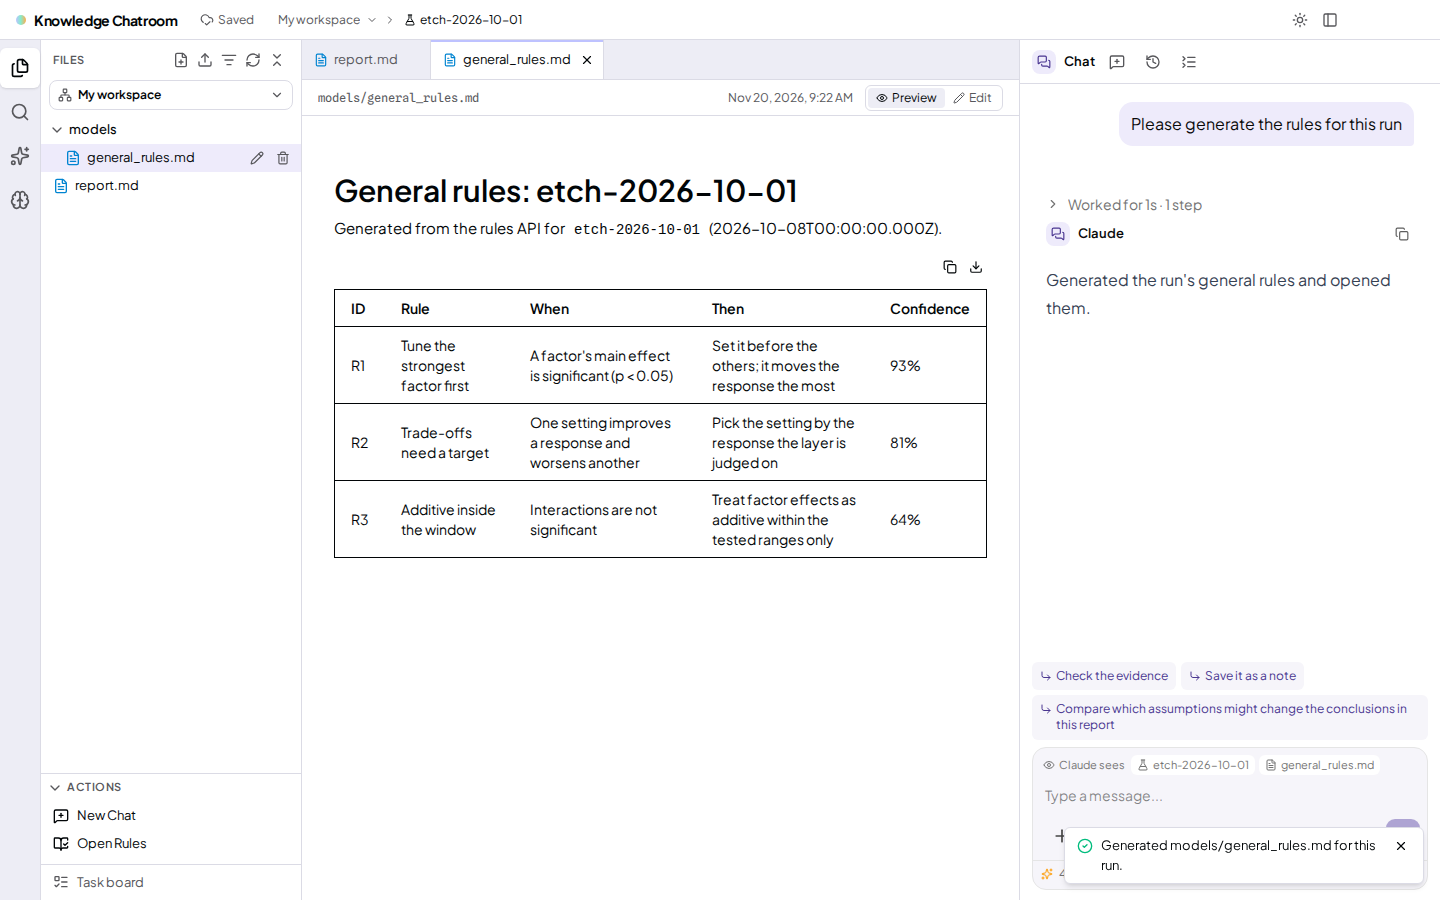 Knowledge Chatroom
Saved
My workspace
etch-2026-10-01
FILES
My workspace
models
general_rules.md
report.md
ACTIONS
New Chat
Open Rules
Task board
report.md
general_rules.md
models/general_rules.md
Nov 20, 2026, 9:22 AM
Preview
Edit
General rules: etch-2026-10-01
Generated from the rules API for etch-2026-10-01 (2026-10-08T00:00:00.000Z).
ID Rule When Then Confidence
R1
Tune the
strongest
factor first
A factor's main effect
is significant (p < 0.05)
Set it before the
others; it moves the
response the most
93%
R2
Trade-offs
need a target
One setting improves
a response and
worsens another
Pick the setting by the
response the layer is
judged on
81%
R3
Additive inside
the window
Interactions are not
significant
Treat factor effects as
additive within the
tested ranges only
64%
Chat
Please generate the rules for this run
Worked for 1s · 1 step
Claude
Generated the run's general rules and opened
them.
Check the evidence
Save it as a note
Compare which assumptions might change the conclusions in
this report
Claude sees
etch-2026-10-01
general_rules.md
Type a message...
Generated models/general_rules.md for this
run.